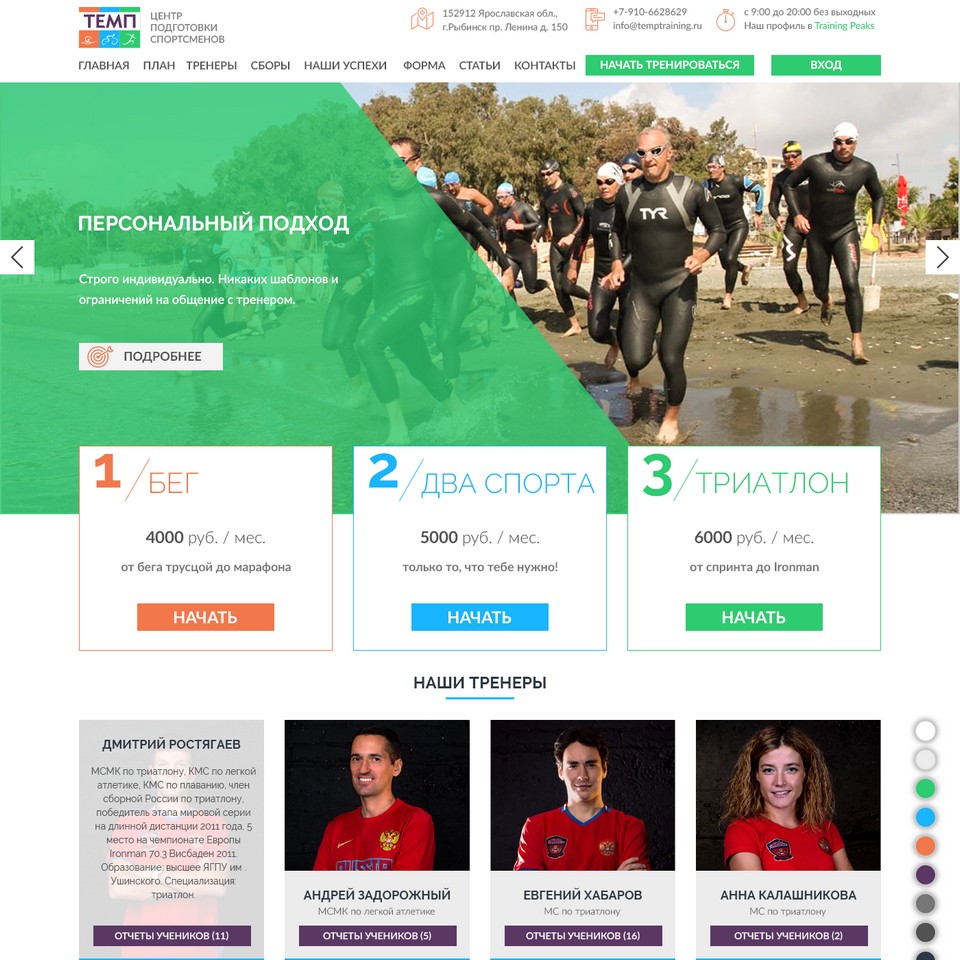 ТЕМП
ЦЕНТР
ПОДГОТОВКИ
СПОРТСМЕНОВ
152912 Ярославская обл.,
г.Рыбинск пр. Ленина д. 150
+7-910-6628629
info@temptraining.ru
с 9:00 до 20:00 без выходных
Наш профиль в Training Peaks
ГЛАВНАЯ ПЛАН ТРЕНЕРЫ СБОРЫ НАШИ УСПЕХИ ФОРМА СТАТЬИ КОНТАКТЫ НАЧАТЬ ТРЕНИРОВАТЬСЯ ВХОД
ПЕРСОНАЛЬНЫЙ ПОДХОД
Строго индивидуально. Никаких шаблонов и
ограничений на общение с тренером.
ПОДРОБНЕЕ
TYR
1/БЕГ
4000 руб. / мес.
от бега трусцой до марафона
НАЧАТЬ
2/ДВА СПОРТА
5000 руб. / мес.
только то, что тебе нужно!
НАЧАТЬ
3/ТРИАТЛОН
6000 руб. / мес.
от спринта до Ironman
НАЧАТЬ
НАШИ ТРЕНЕРЫ
ДМИТРИЙ РОСТЯГАЕВ
МСМК по триатлону, КМС по легкой
атлетике, КМС по плаванию, член
сборной России по триатлону,
победитель этапа мировой серии
на длинной дистанции 2011 года, 5
место на чемпионате Европы
Ironman 70.3 Висбаден 2011.
Образование: высшее ЯГПУ им .
Ушинского. Специализация:
триатлон.
ОТЧЕТЫ УЧЕНИКОВ (11)
RUSSIA
АНДРЕЙ ЗАДОРОЖНЫЙ
МСМК по легкой атлетике
ОТЧЕТЫ УЧЕНИКОВ (5)
ЕВГЕНИЙ ХАБАРОВ
МС по триатлону
ОТЧЕТЫ УЧЕНИКОВ (16)
АННА КАЛАШНИКОВА
МС по триатлону
ОТЧЕТЫ УЧЕНИКОВ (2)